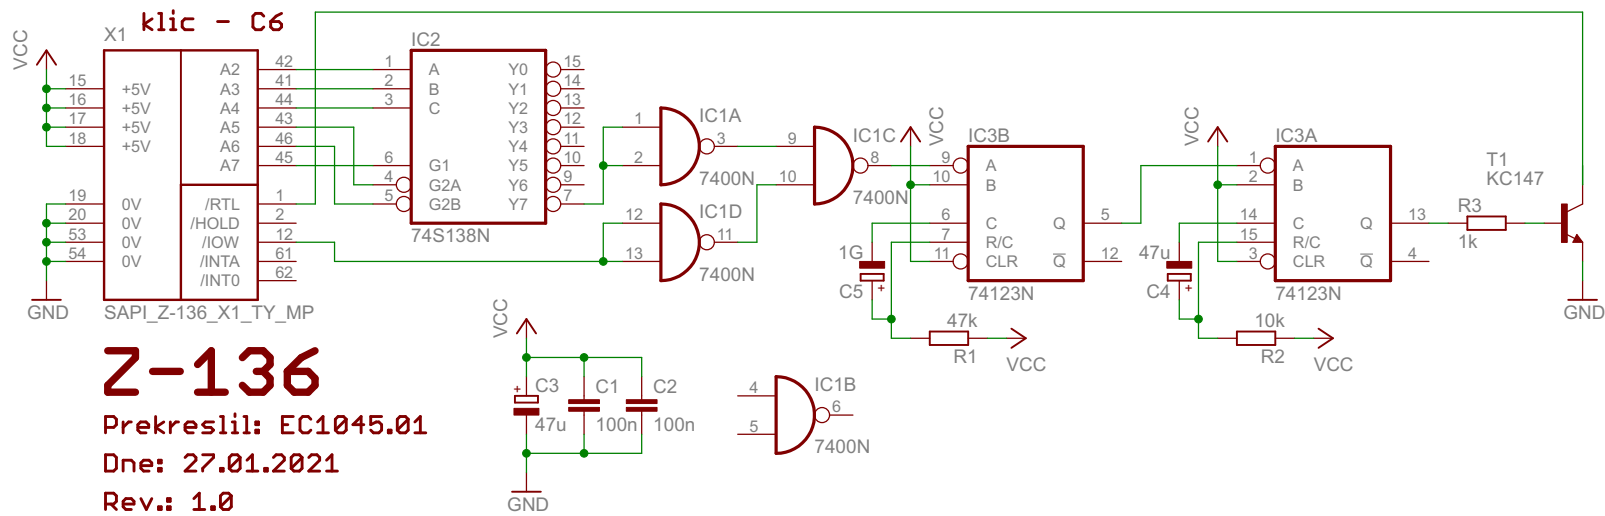 klic - C6
X1
VCC
15 +5V
16 +5V
17 +5V
18 +5V
19 0V
20 0V
53 0V
54 0V
GND
A2 42
A3 41
A4 44
A5 43
A6 46
A7 45
/RTL 1
/HOLD 2
/IOW 12
/INTA 61
/INT0 62
SAPI_Z-136_X1_TY_MP
IC2
1 A
2 B
3 C
6 G1
4 G2A
5 G2B
Y0 15
Y1 14
Y2 13
Y3 12
Y4 11
Y5 10
Y6 9
Y7 7
74S138N
IC1A
1
2
3
7400N
IC1D
12
13
11
7400N
IC1C
9
10
8
7400N
VCC
IC3B
9 A
10 B
6 C
7 R/C
11 CLR
Q 5
Q 12
74123N
1G
C5
+
47k
R1
VCC
VCC
IC3A
1 A
2 B
14 C
15 R/C
3 CLR
Q 13
Q 4
74123N
47u
C4
+
10k
R2
VCC
R3
1k
T1
KC147
GND
VCC
+
C3
47u
C1
100n
C2
100n
GND
IC1B
4
5
6
7400N
Z-136
Prekreslil: EC1045.01
Dne: 27.01.2021
Rev.: 1.0